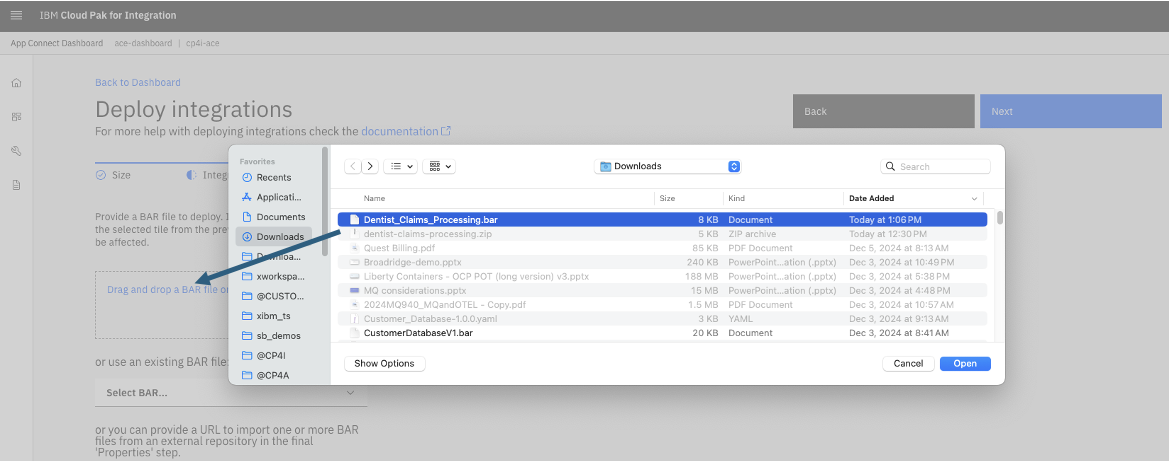 IBM Cloud Pak for Integration
App Connect Dashboard ace-dashboard | cp4i-ace
Back to Dashboard
Deploy integrations
For more help with deploying integrations check the documentation
Back
Next
Size
Integ
Provide a BAR file to deploy. I
the selected tile from the pre
be affected.
Drag and drop a BAR file o
or use an existing BAR file:
Select BAR...
or you can provide a URL to import one or more BAR
files from an external repository in the final
'Properties' step.
Favorites
Recents
Applicati...
Documents
Downloads
Downloa...
xworkspa...
@CUSTO...
xibm_ts
sb_demos
@CP4I
@CP4A
Downloads
Search
Name Size Kind Date Added
Dentist_Claims_Processing.bar 8 KB Document Today at 1:06 PM
dentist-claims-processing.zip 5 KB ZIP archive Today at 12:30 PM
Quest Billing.pdf 85 KB PDF Document Dec 5, 2024 at 8:13 AM
Broadridge-demo.pptx 240 KB PowerPoint...ation (.pptx) Dec 3, 2024 at 10:49 PM
Liberty Containers - OCP POT (long version) v3.pptx 188 MB PowerPoint...ation (.pptx) Dec 3, 2024 at 5:38 PM
MQ considerations.pptx 15 MB PowerPoint...ation (.pptx) Dec 3, 2024 at 4:48 PM
2024MQ940_MQandOTEL - Copy.pdf 1.5 MB PDF Document Dec 3, 2024 at 10:57 AM
Customer_Database-1.0.0.yaml 3 KB YAML Dec 3, 2024 at 9:13 AM
CustomerDatabaseV1.bar 20 KB Document Dec 3, 2024 at 8:41 AM
Show Options
Cancel
Open